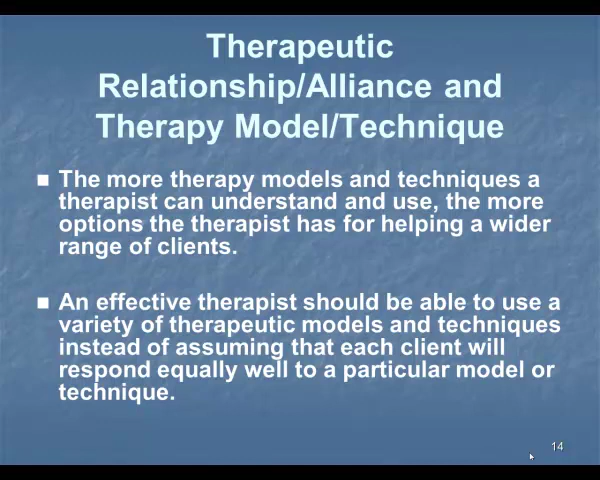 Therapeutic
Relationship/Alliance and
Therapy Model/Technique
The more therapy models and techniques a
therapist can understand and use, the more
options the therapist has for helping a wider
range of clients.
An effective therapist should be able to use a
variety of therapeutic models and techniques
instead of assuming that each client will
respond equally well to a particular model or
technique.
14